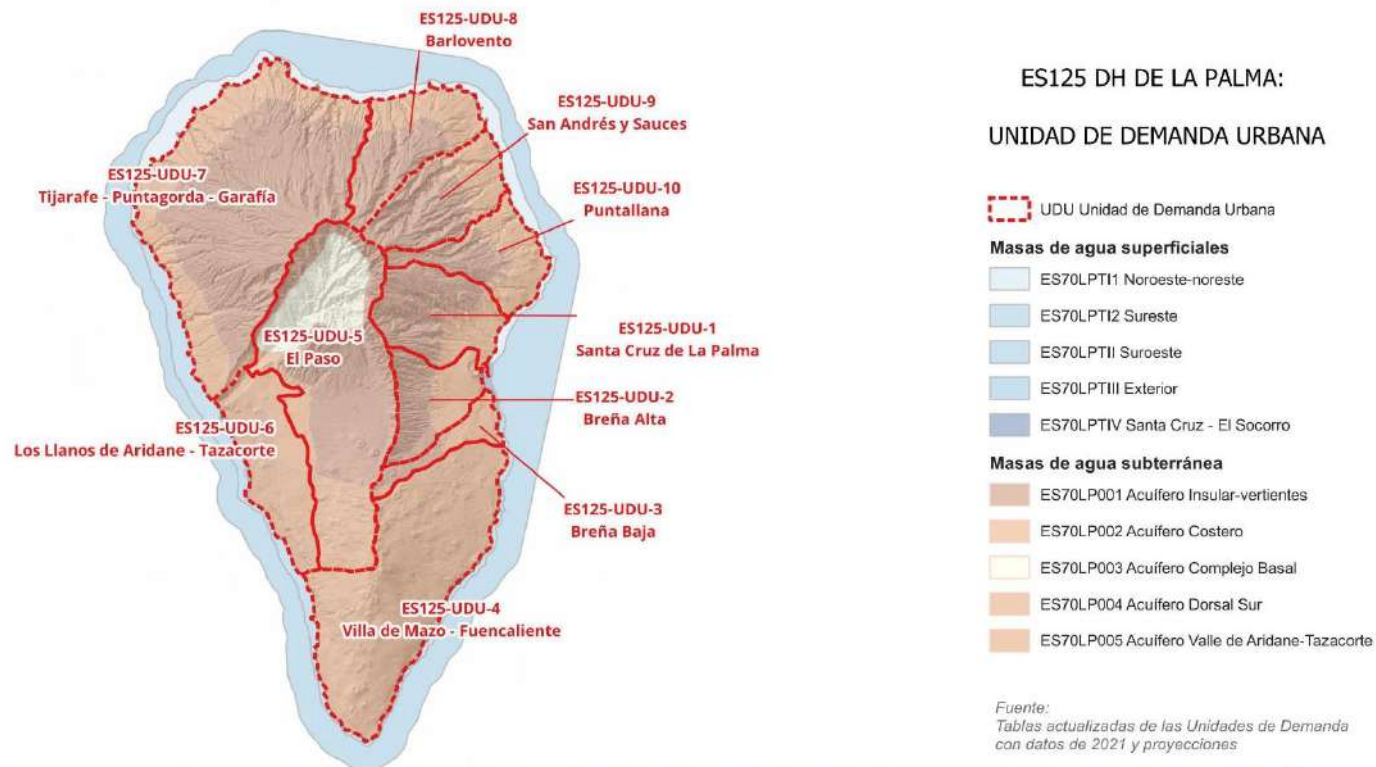 ES125-UDU-8
Barlovento
ES125-UDU-9
San Andrés y Sauces
ES125-UDU-7
Tijarafe - Puntagorda - Garafía
ES125-UDU-10
Puntallana
ES125-UDU-5
El Paso
ES125-UDU-1
Santa Cruz de La Palma
ES125-UDU-2
Breña Alta
ES125-UDU-6
Los Llanos de Aridane - Tazacorte
ES125-UDU-3
Breña Baja
ES125-UDU-4
Villa de Mazo - Fuencaliente
ES125 DH DE LA PALMA:
UNIDAD DE DEMANDA URBANA
UDU Unidad de Demanda Urbana
Masas de agua superficiales
ES70LPTI1 Noroeste-noreste
ES70LPTI2 Sureste
ES70LPTII Suroeste
ES70LPTIII Exterior
ES70LPTIV Santa Cruz - El Socorro
Masas de agua subterránea
ES70LP001 Acuífero Insular-vertientes
ES70LP002 Acuífero Costero
ES70LP003 Acuífero Complejo Basal
ES70LP004 Acuífero Dorsal Sur
ES70LP005 Acuífero Valle de Aridane-Tazacorte
Fuente:
Tablas actualizadas de las Unidades de Demanda
con datos de 2021 y proyecciones